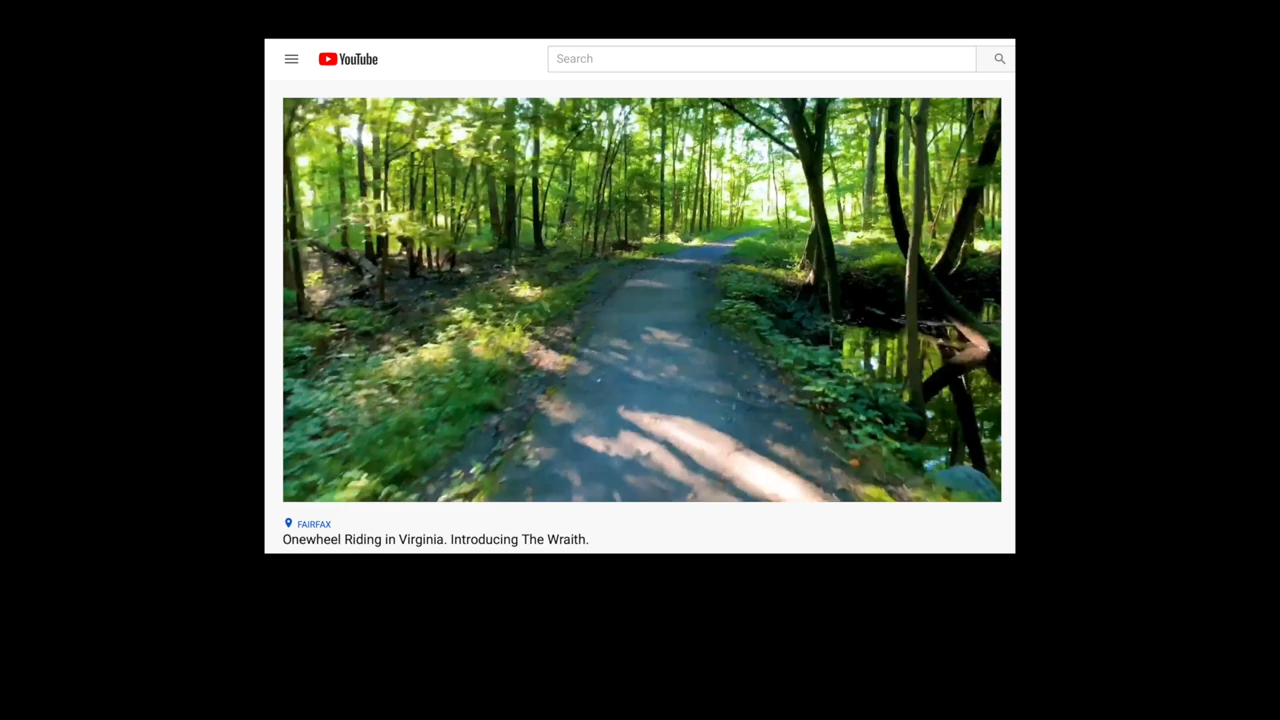 YouTube
Search
FAIRFAX
Onewheel Riding in Virginia. Introducing The Wraith.